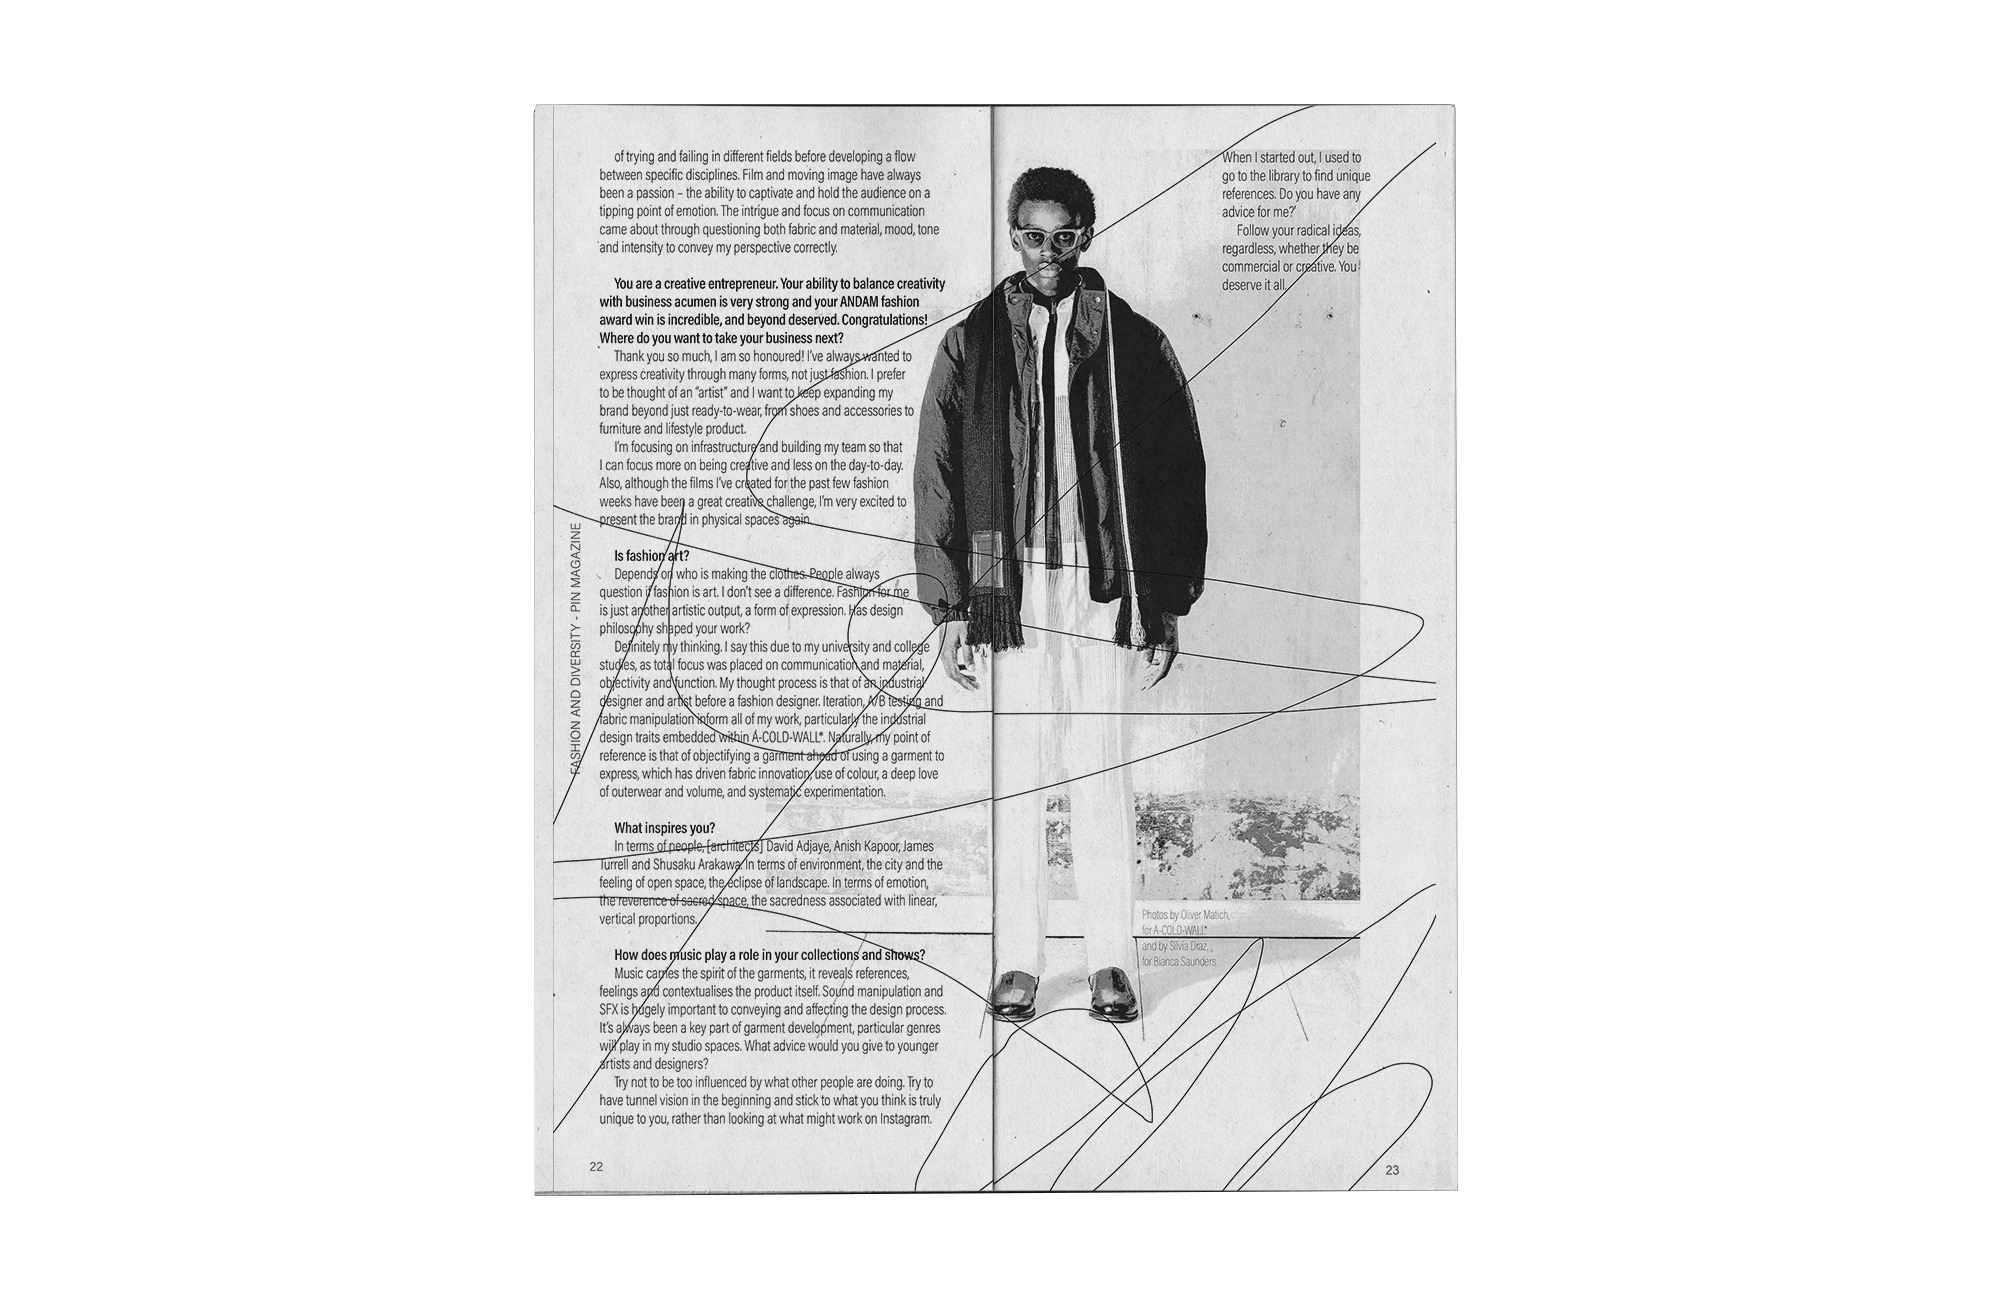 of trying and failing in different fields before developing a flow
between specific disciplines. Film and moving image have always
been a passion – the ability to captivate and hold the audience on a
tipping point of emotion. The intrigue and focus on communication
came about through questioning both fabric and material, mood, tone
and intensity to convey my perspective correctly.
You are a creative entrepreneur. Your ability to balance creativity
with business acumen is very strong and your ANDAM fashion
award win is incredible, and beyond deserved. Congratulations!
Where do you want to take your business next?
Thank you so much, I am so honoured! I've always wanted to
express creativity through many forms, not just fashion. I prefer
to be thought of an “artist” and I want to keep expanding my
brand beyond just ready-to-wear, from shoes and accessories to
furniture and lifestyle product.
I'm focusing on infrastructure and building my team so that
I can focus more on being creative and less on the day-to-day.
Also, although the films I've created for the past few fashion
weeks have been a great creative challenge, I'm very excited to
present the brand in physical spaces again.
Is fashion art?
Depends on who is making the clothes. People always
question if fashion is art. I don't see a difference. Fashion for me
is just another artistic output, a form of expression. Has design
philosophy shaped your work?
Definitely my thinking. I say this due to my university and college
studies, as total focus was placed on communication and material,
objectivity and function. My thought process is that of an industrial
designer and artist before a fashion designer. Iteration, A/B testing and
fabric manipulation inform all of my work, particularly the industrial
design traits embedded within A-COLD-WALL*. Naturally, my point of
reference is that of objectifying a garment ahead of using a garment to
express, which has driven fabric innovation, use of colour, a deep love
of outerwear and volume, and systematic experimentation.
What inspires you?
In terms of people, [architects] David Adjaye, Anish Kapoor, James
Turrell and Shusaku Arakawa. In terms of environment, the city and the
feeling of open space, the eclipse of landscape. In terms of emotion,
the reverence of sacred space, the sacredness associated with linear,
vertical proportions.
How does music play a role in your collections and shows?
Music carries the spirit of the garments, it reveals references,
feelings and contextualises the product itself. Sound manipulation and
SFX is hugely important to conveying and affecting the design process.
It's always been a key part of garment development, particular genres
will play in my studio spaces. What advice would you give to younger
artists and designers?
Try not to be too influenced by what other people are doing. Try to
have tunnel vision in the beginning and stick to what you think is truly
unique to you, rather than looking at what might work on Instagram.
FASHION AND DIVERSITY - PIN MAGAZINE
22
When I started out, I used to
go to the library to find unique
references. Do you have any
advice for me?'
Follow your radical ideas,
regardless, whether they be
commercial or creative. You
deserve it all.
Photos by Oliver Matich,
for A-COLD-WALL*
and by Silvia Draz,
for Bianca Saunders
23